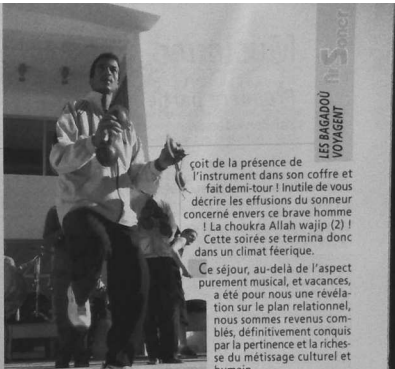 LES BAGADOÙ
VOYAGENT
Ar Soner
çoit de la présence de
l'instrument dans son coffre et
fait demi-tour ! Inutile de vous
décrire les effusions du sonneur
concerné envers ce brave homme
! La choukra Allah wajip (2) !
Cette soirée se termina donc
dans un climat féerique.
Ce séjour, au-delà de l'aspect
purement musical, et vacances,
a été pour nous une révéla-
tion sur le plan relationnel,
nous sommes revenus com-
blés, définitivement conquis
par la pertinence et la riches-
se du métissage culturel et
humain